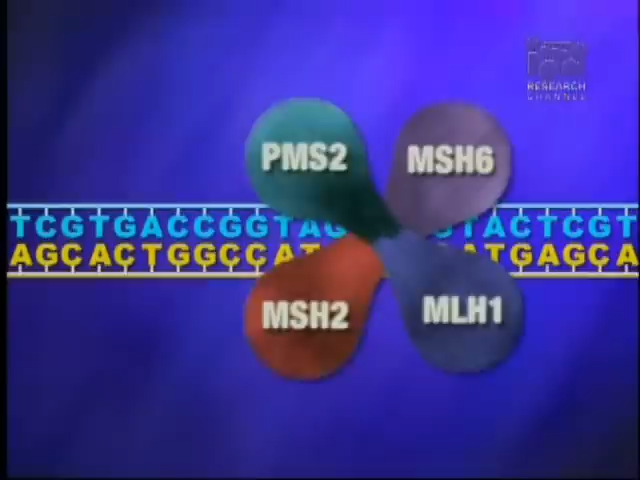 RESEARCH
CHANNEL
PMS2
MSH6
TCGTGACCGGTAG
TACTCGT
AGCACTGGCCAT
ATGAGCA
MSH2
MLH1